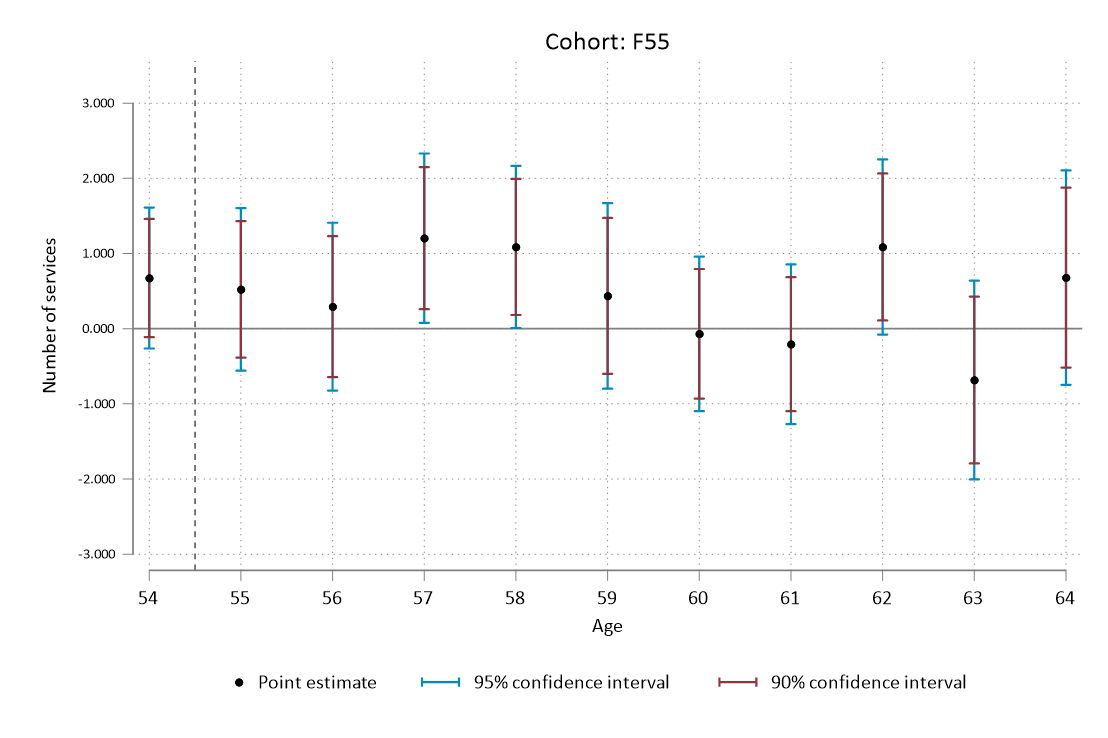 Cohort: F55
3.000
2.000
1.000
0.000
-1.000
-2.000
-3.000
Number of services
54 55 56 57 58 59 60 61 62 63 64
Age
Point estimate 95% confidence interval 90% confidence interval